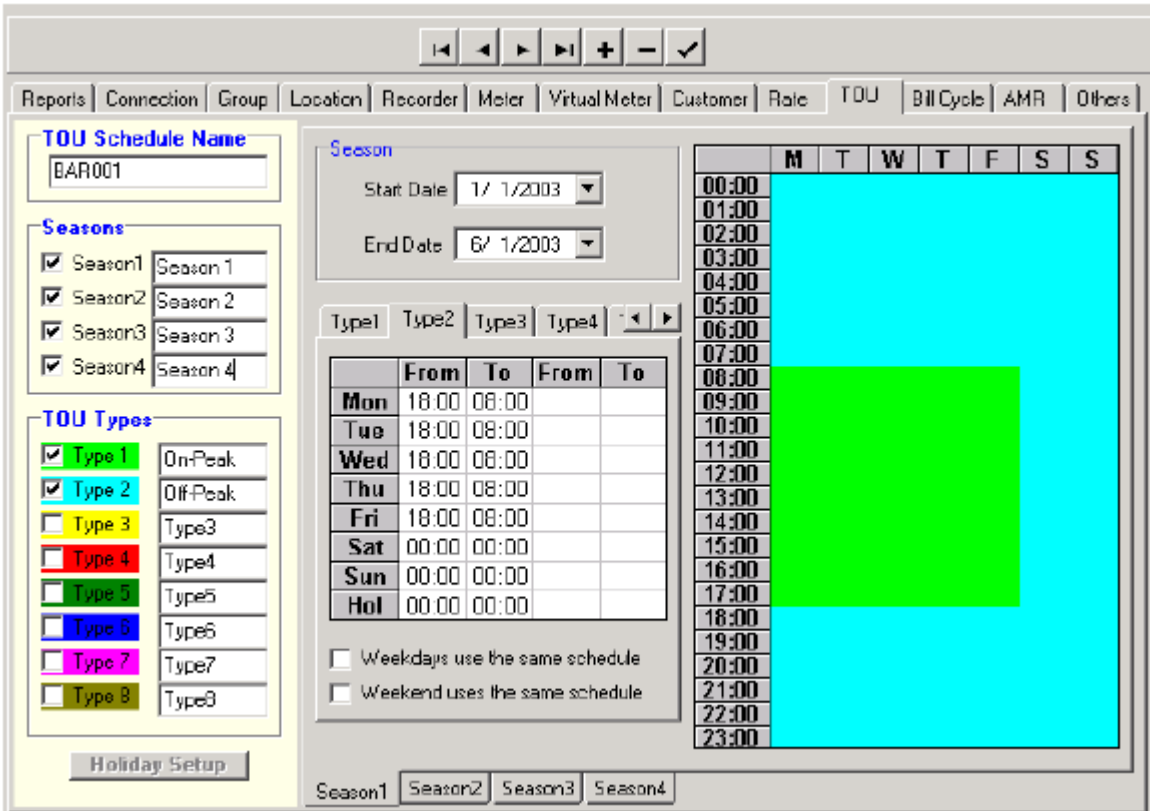 Reports Connection Group Location Recorder Meter Virtual Meter Customer Rate TOU Bill Cycle AMR Others
TOU Schedule Name
BAR001
Seasons
Season1 Season 1
Season2 Season 2
Season3 Season 3
Season4 Season 4
TOU Types
Type 1 On-Peak
Type 2 Off-Peak
Type 3 Type3
Type 4 Type4
Type 5 Type5
Type 6 Type6
Type 7 Type7
Type 8 Type8
Holiday Setup
Season
Start Date 1/ 1/2003
End Date 6/ 1/2003
Type1 Type2 Type3 Type4
From To From To
Mon 18:00 08:00
Tue 18:00 08:00
Wed 18:00 08:00
Thu 18:00 08:00
Fri 18:00 08:00
Sat 00:00 00:00
Sun 00:00 00:00
Hol 00:00 00:00
Weekdays use the same schedule
Weekend uses the same schedule
M T W T F S S
00:00
01:00
02:00
03:00
04:00
05:00
06:00
07:00
08:00
09:00
10:00
11:00
12:00
13:00
14:00
15:00
16:00
17:00
18:00
19:00
20:00
21:00
22:00
23:00
Season1 Season2 Season3 Season4